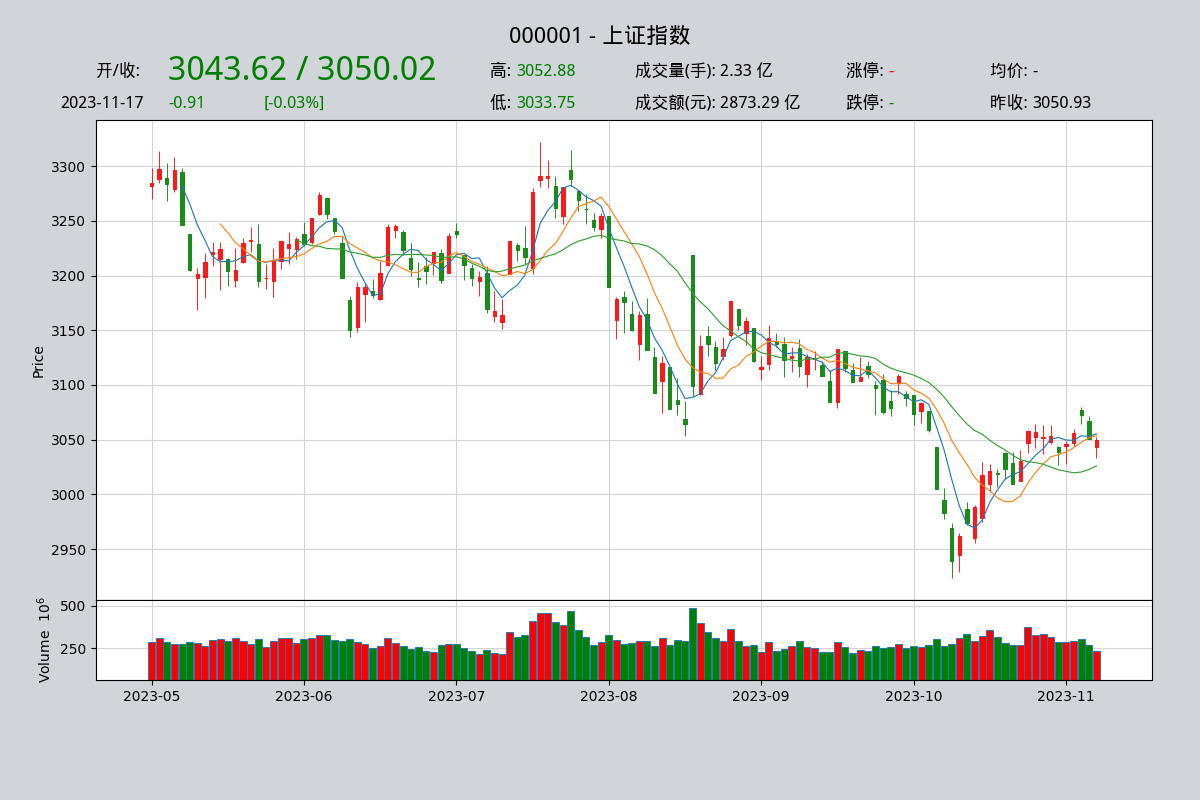 000001 - 上证指数
开/收: 3043.62 / 3050.02 高: 3052.88 成交量(手): 2.33 亿 涨停: - 均价: -
2023-11-17 -0.91 [-0.03%] 低: 3033.75 成交额(元): 2873.29 亿 跌停: - 昨收: 3050.93
3300
3250
3200
3150
3100
3050
3000
2950
Price
500
250
Volume 10^6
2023-05 2023-06 2023-07 2023-08 2023-09 2023-10 2023-11